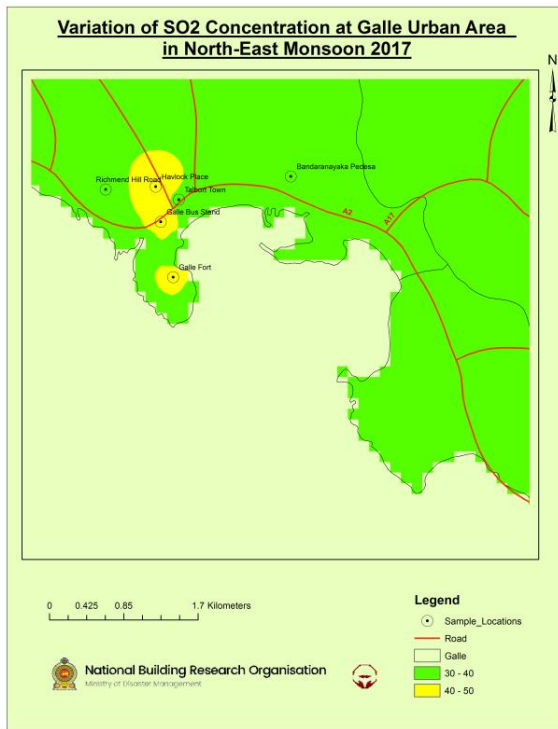 Variation of SO2 Concentration at Galle Urban Area
in North-East Monsoon 2017
N
Bandaranayaka Pedesa
Havlock Place
Richmend Hill Road
Talbott Town
Galle Bus Stand
A2
A17
Galle Fort
0 0.425 0.85 1.7 Kilometers
Legend
Sample_Locations
Road
Galle
30 - 40
40 - 50
National Building Research Organisation
Ministry of Disaster Management